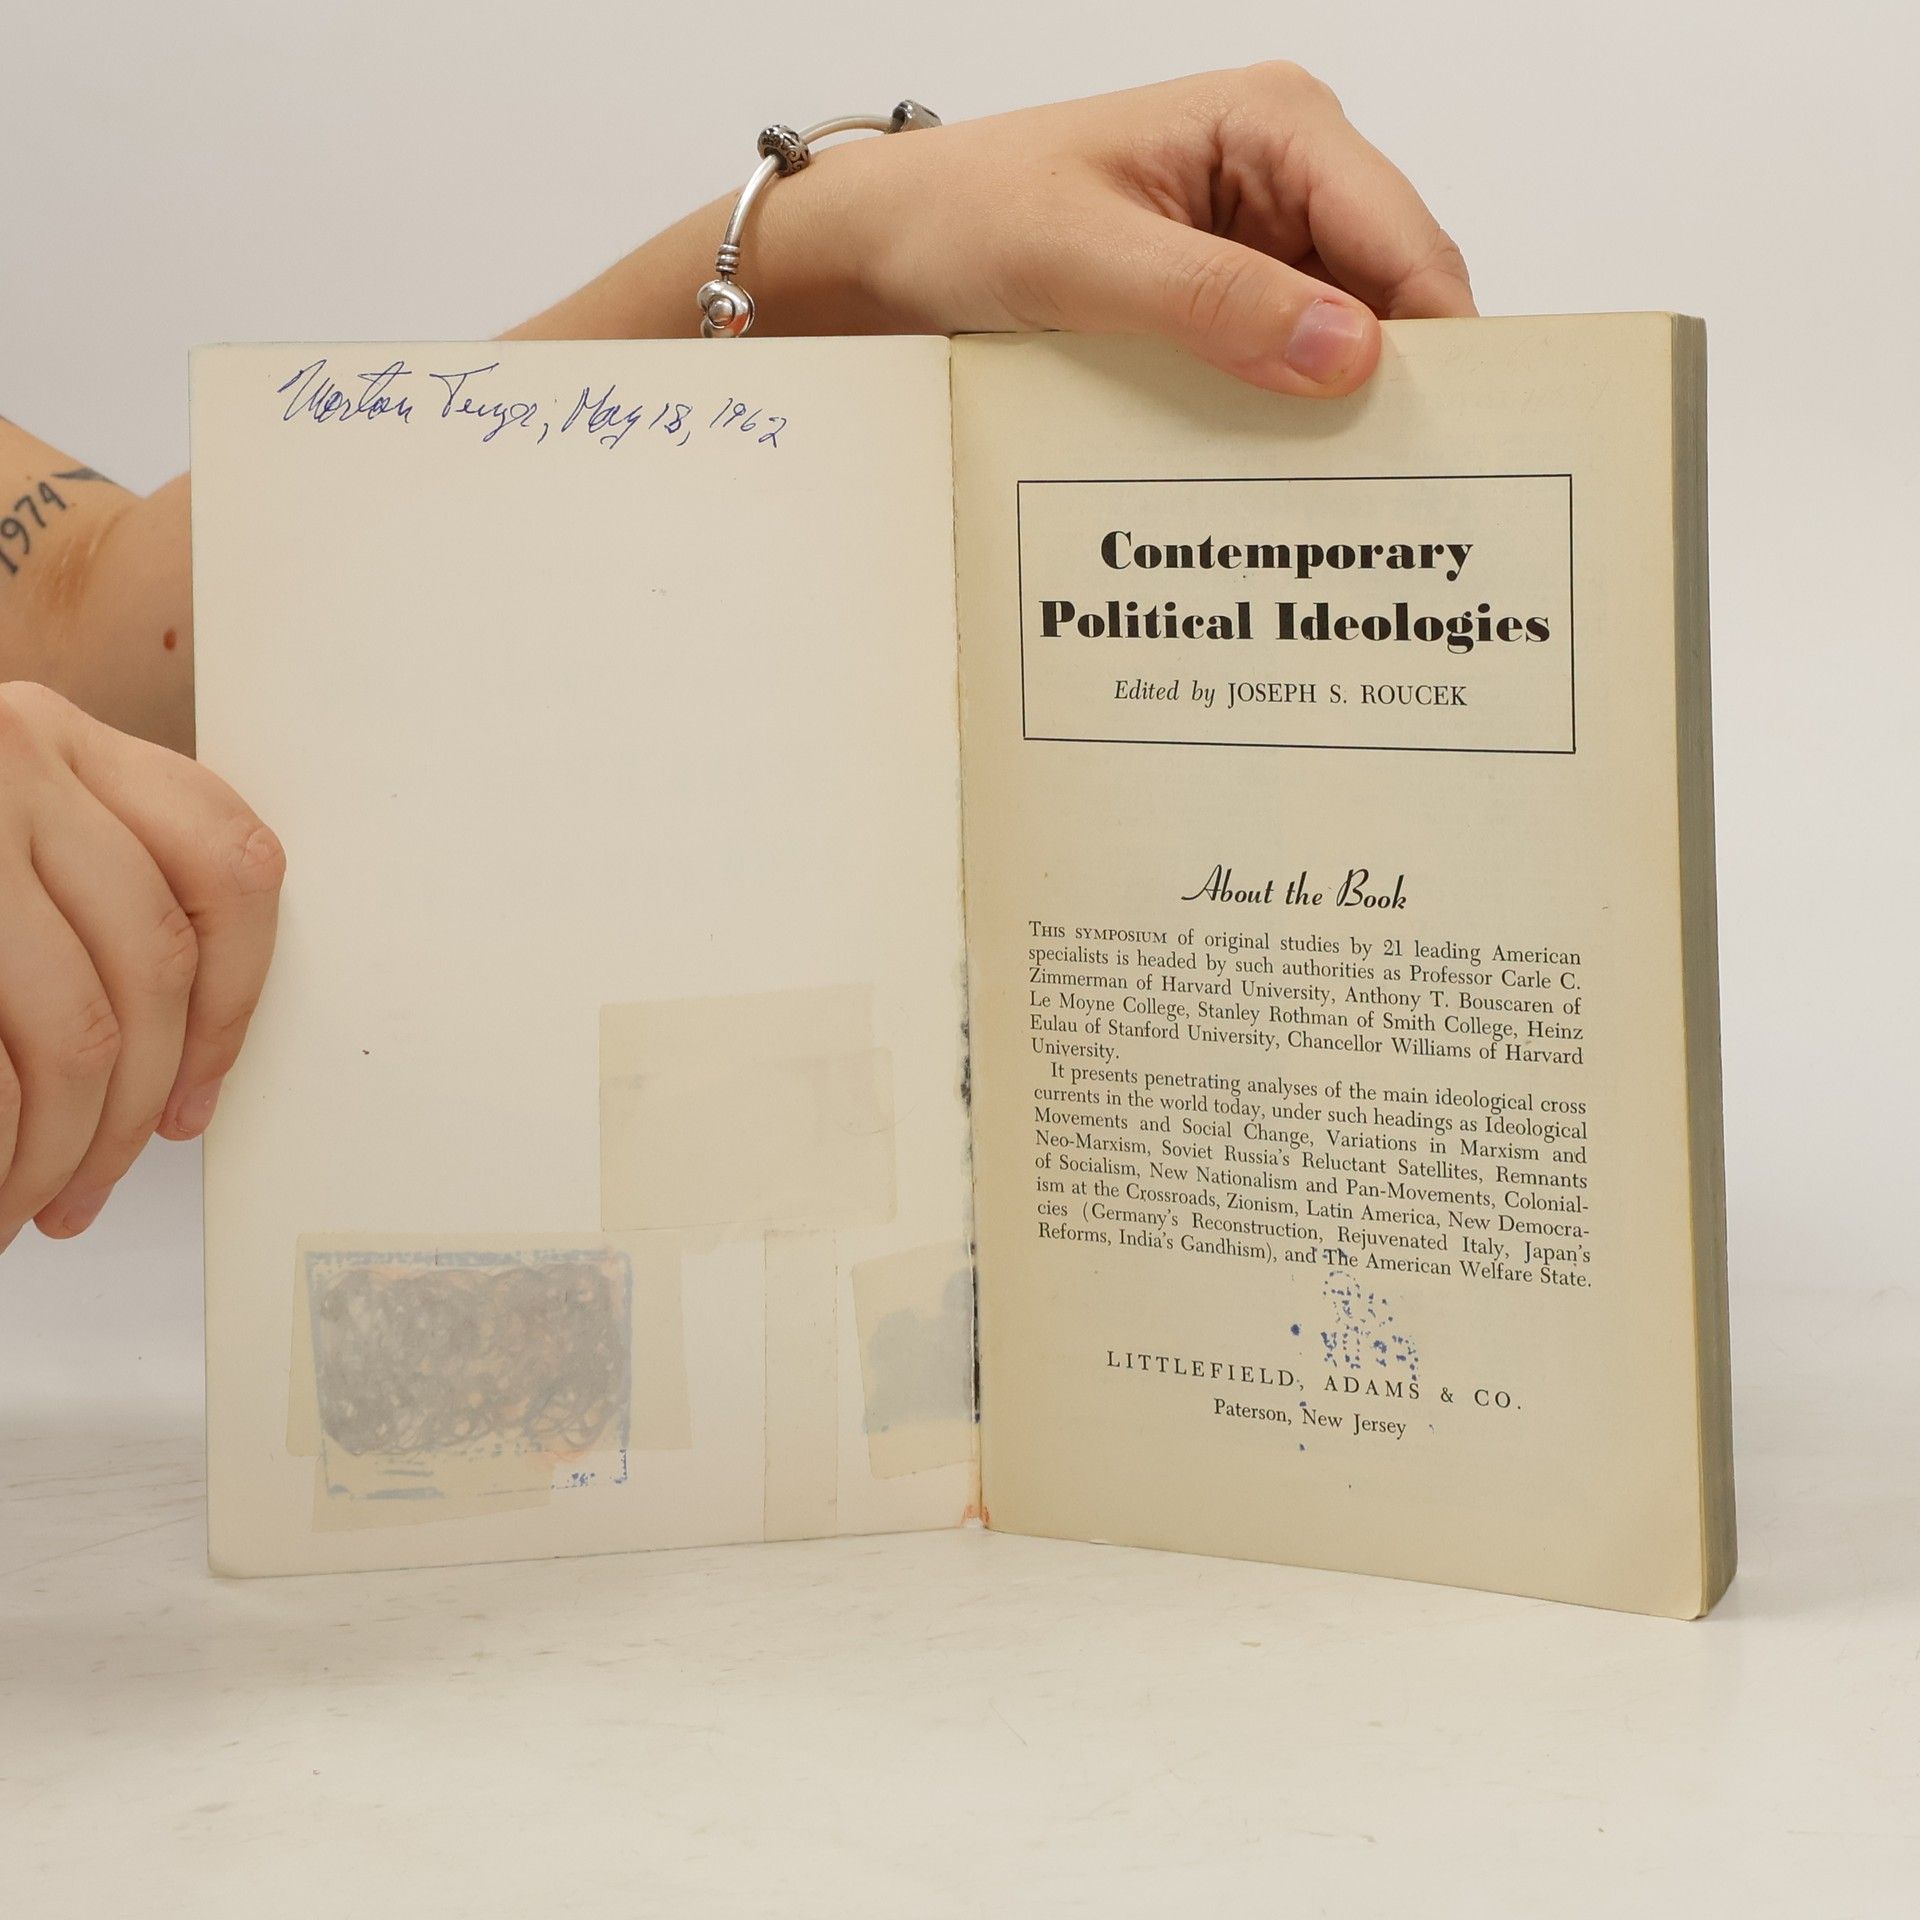 Morton Tenzer, May 18, 1962
1974
Contemporary
Political Ideologies
Edited by JOSEPH S. ROUCEK
About the Book
THIS SYMPOSIUM of original studies by 21 leading American
specialists is headed by such authorities as Professor Carle C.
Zimmerman of Harvard University, Anthony T. Bouscaren of
Le Moyne College, Stanley Rothman of Smith College, Heinz
Eulau of Stanford University, Chancellor Williams of Harvard
University.
It presents penetrating analyses of the main ideological cross
currents in the world today, under such headings as Ideological
Movements and Social Change, Variations in Marxism and
Neo-Marxism, Soviet Russia's Reluctant Satellites, Remnants
of Socialism, New Nationalism and Pan-Movements, Colonial-
ism at the Crossroads, Zionism, Latin America, New Democra-
cies (Germany's Reconstruction, Rejuvenated Italy, Japan's
Reforms, India's Gandhism), and The American Welfare State.
LITTLEFIELD, ADAMS & CO.
Paterson, New Jersey